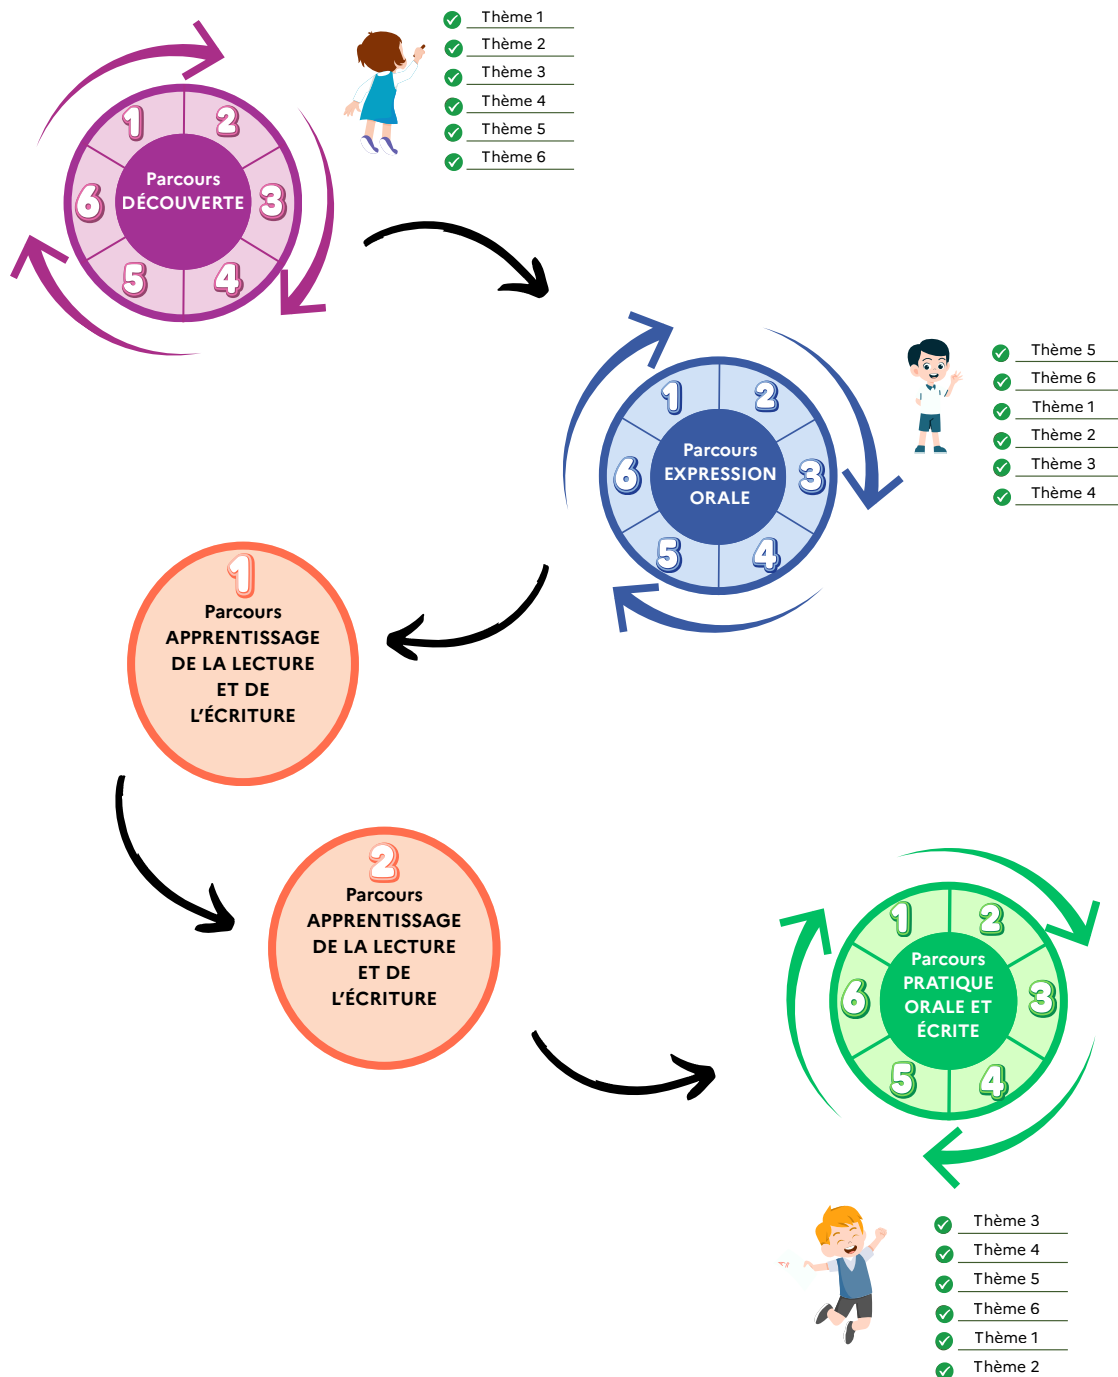 1
2
3
4
5
6
Parcours
DÉCOUVERTE
Thème 1
Thème 2
Thème 3
Thème 4
Thème 5
Thème 6
1
2
3
4
5
6
Parcours
EXPRESSION
ORALE
Thème 5
Thème 6
Thème 1
Thème 2
Thème 3
Thème 4
1
Parcours
APPRENTISSAGE
DE LA LECTURE
ET DE
L'ÉCRITURE
2
Parcours
APPRENTISSAGE
DE LA LECTURE
ET DE
L'ÉCRITURE
1
2
3
4
5
6
Parcours
PRATIQUE
ORALE ET
ÉCRITE
Thème 3
Thème 4
Thème 5
Thème 6
Thème 1
Thème 2